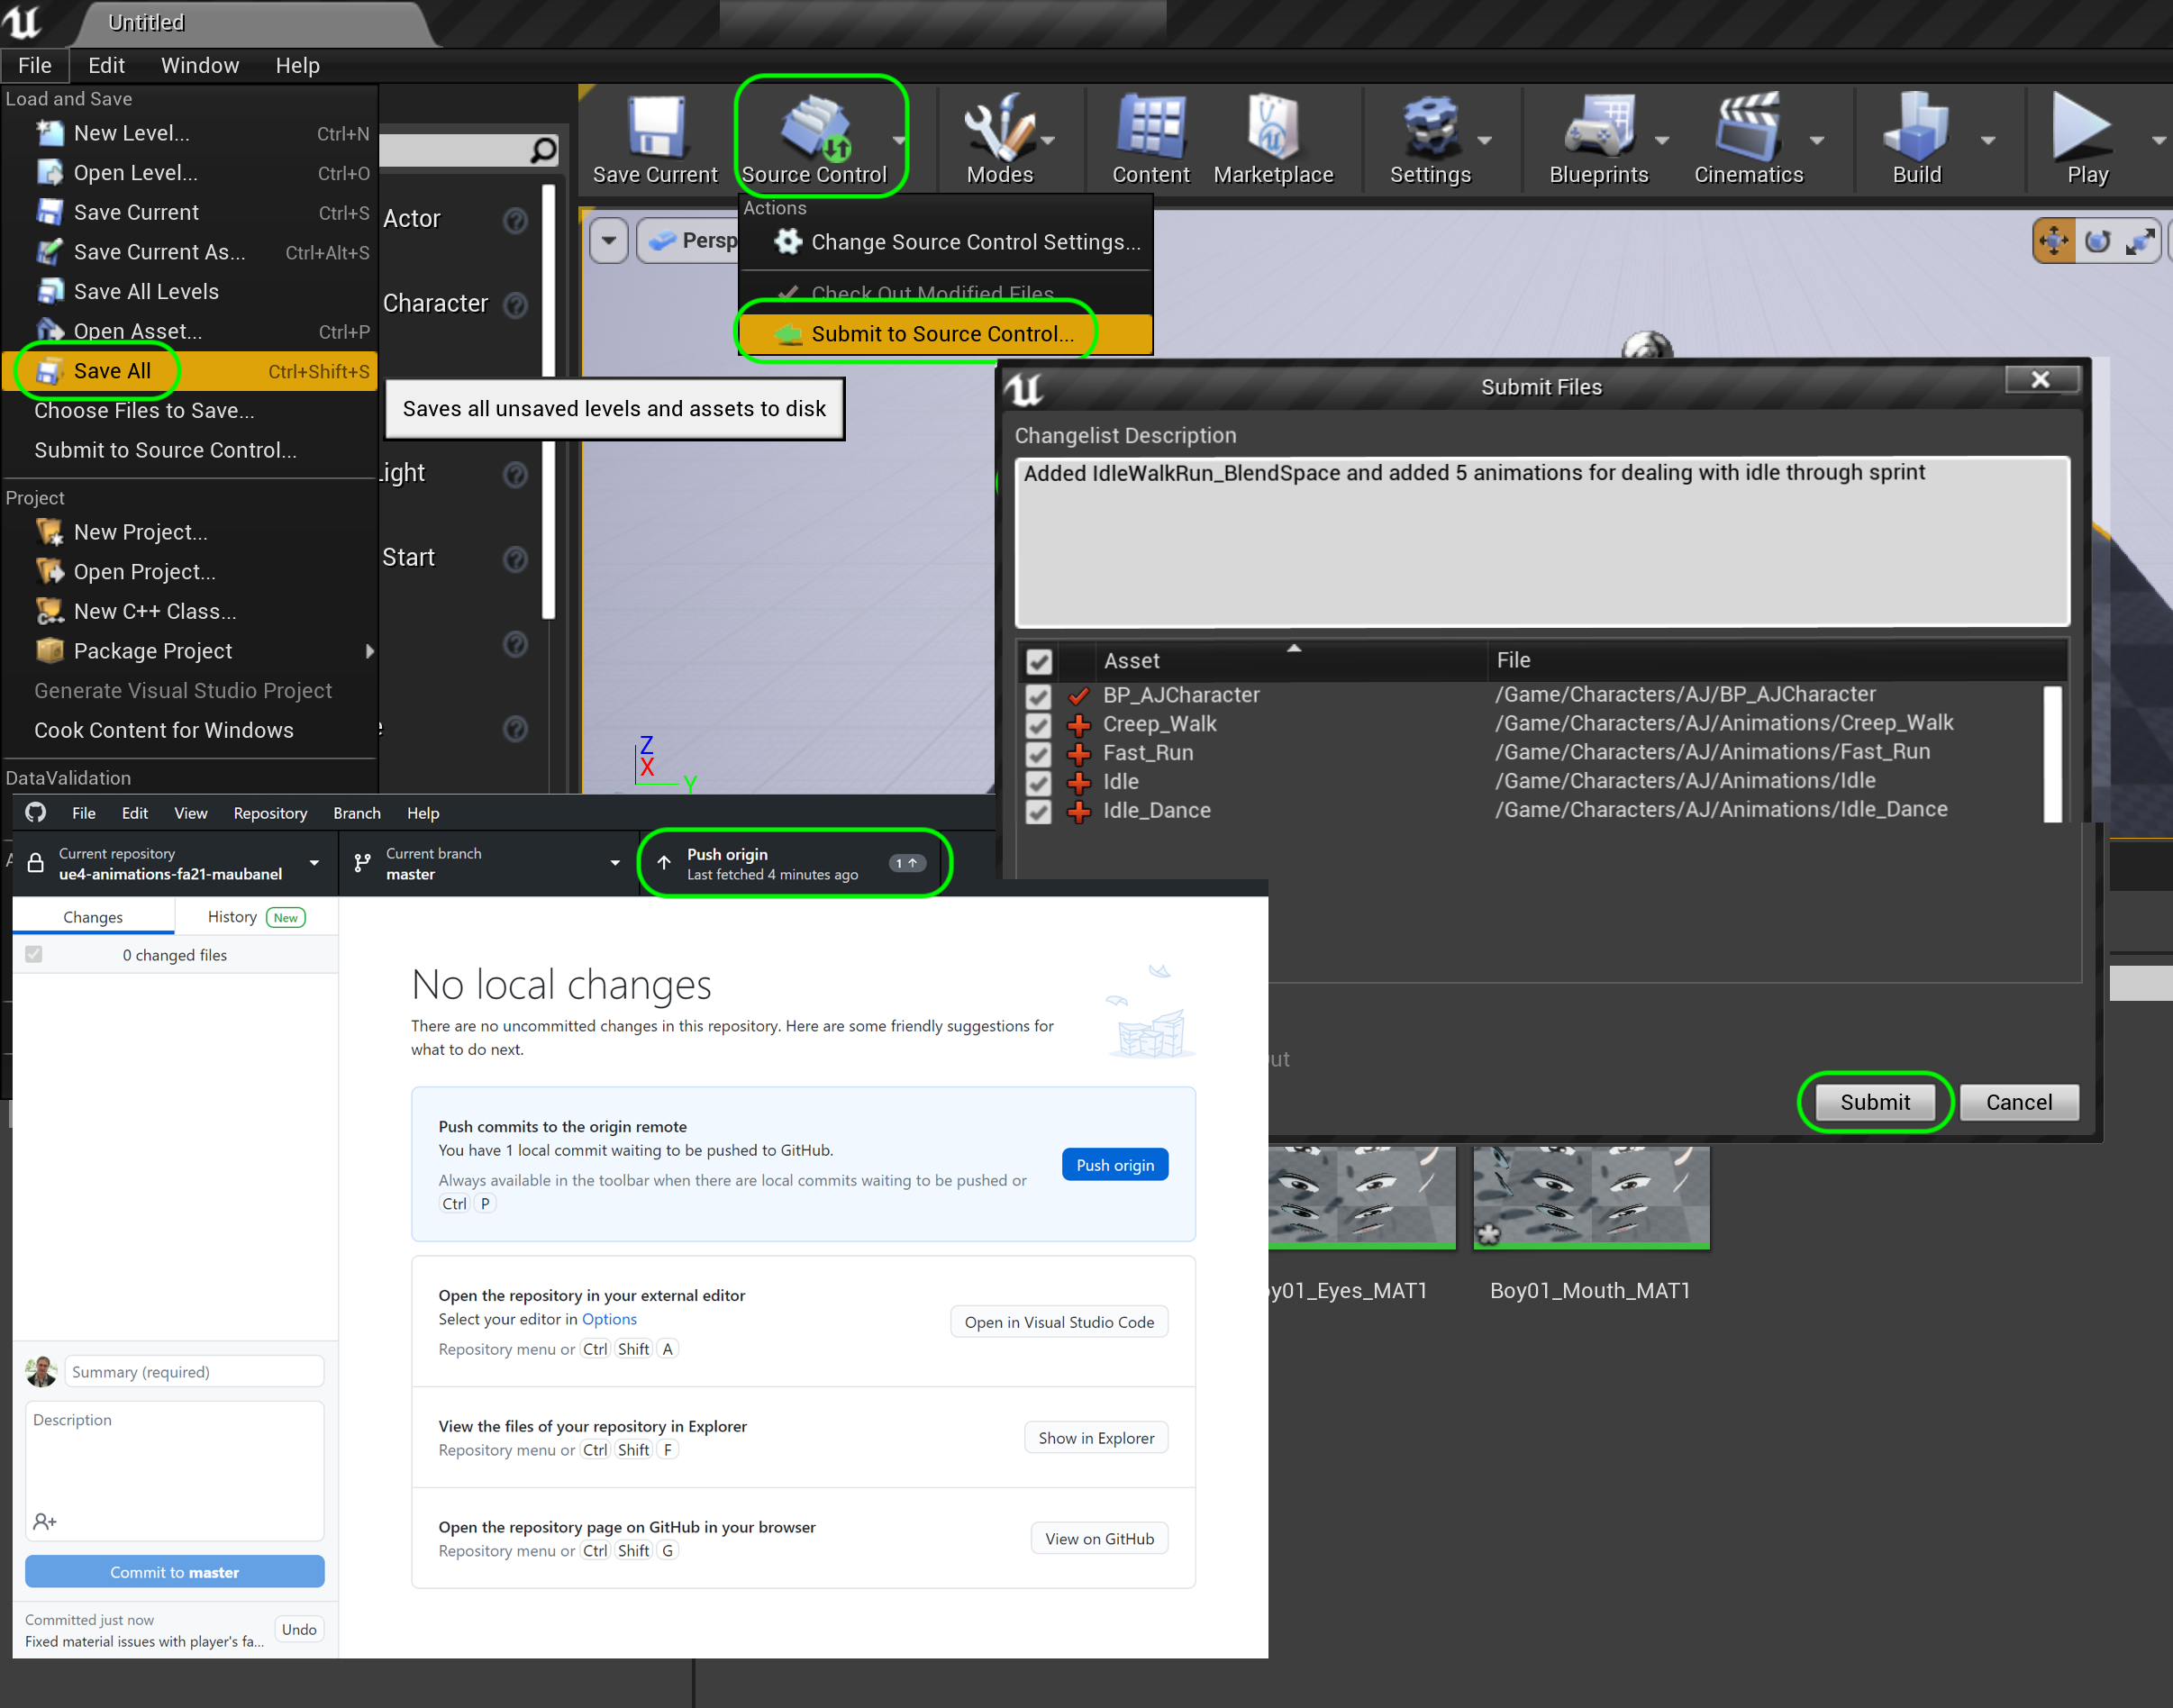 Untitled
File Edit Window Help
Load and Save
New Level... Ctrl+N
Open Level... Ctrl+O
Save Current Ctrl+S
Save Current As... Ctrl+Alt+S
Save All Levels
Open Asset... Ctrl+P
Save All Ctrl+Shift+S
Choose Files to Save...
Submit to Source Control...
Project
New Project...
Open Project...
New C++ Class...
Package Project
Generate Visual Studio Project
Cook Content for Windows
DataValidation
Actor
Character
Light
Start
Saves all unsaved levels and assets to disk
Save Current
Source Control
Modes
Content
Marketplace
Settings
Blueprints
Cinematics
Build
Play
Persp
Actions
Change Source Control Settings...
Check Out Modified Files
Submit to Source Control...
Z
X
Y
Submit Files
Changelist Description
Added IdleWalkRun_BlendSpace and added 5 animations for dealing with idle through sprint
Asset File
BP_AJCharacter /Game/Characters/AJ/BP_AJCharacter
Creep_Walk /Game/Characters/AJ/Animations/Creep_Walk
Fast_Run /Game/Characters/AJ/Animations/Fast_Run
Idle /Game/Characters/AJ/Animations/Idle
Idle_Dance /Game/Characters/AJ/Animations/Idle_Dance
Out
Submit Cancel
y01_Eyes_MAT1
Boy01_Mouth_MAT1
File Edit View Repository Branch Help
Current repository
ue4-animations-fa21-maubanel
Current branch
master
Push origin
Last fetched 4 minutes ago
1
Changes
History New
0 changed files
No local changes
There are no uncommitted changes in this repository. Here are some friendly suggestions for
what to do next.
Push commits to the origin remote
You have 1 local commit waiting to be pushed to GitHub.
Always available in the toolbar when there are local commits waiting to be pushed or
Ctrl P
Push origin
Open the repository in your external editor
Select your editor in Options
Repository menu or Ctrl Shift A
Open in Visual Studio Code
View the files of your repository in Explorer
Repository menu or Ctrl Shift F
Show in Explorer
Open the repository page on GitHub in your browser
Repository menu or Ctrl Shift G
View on GitHub
Summary (required)
Description
Commit to master
Committed just now
Fixed material issues with player's fa...
Undo